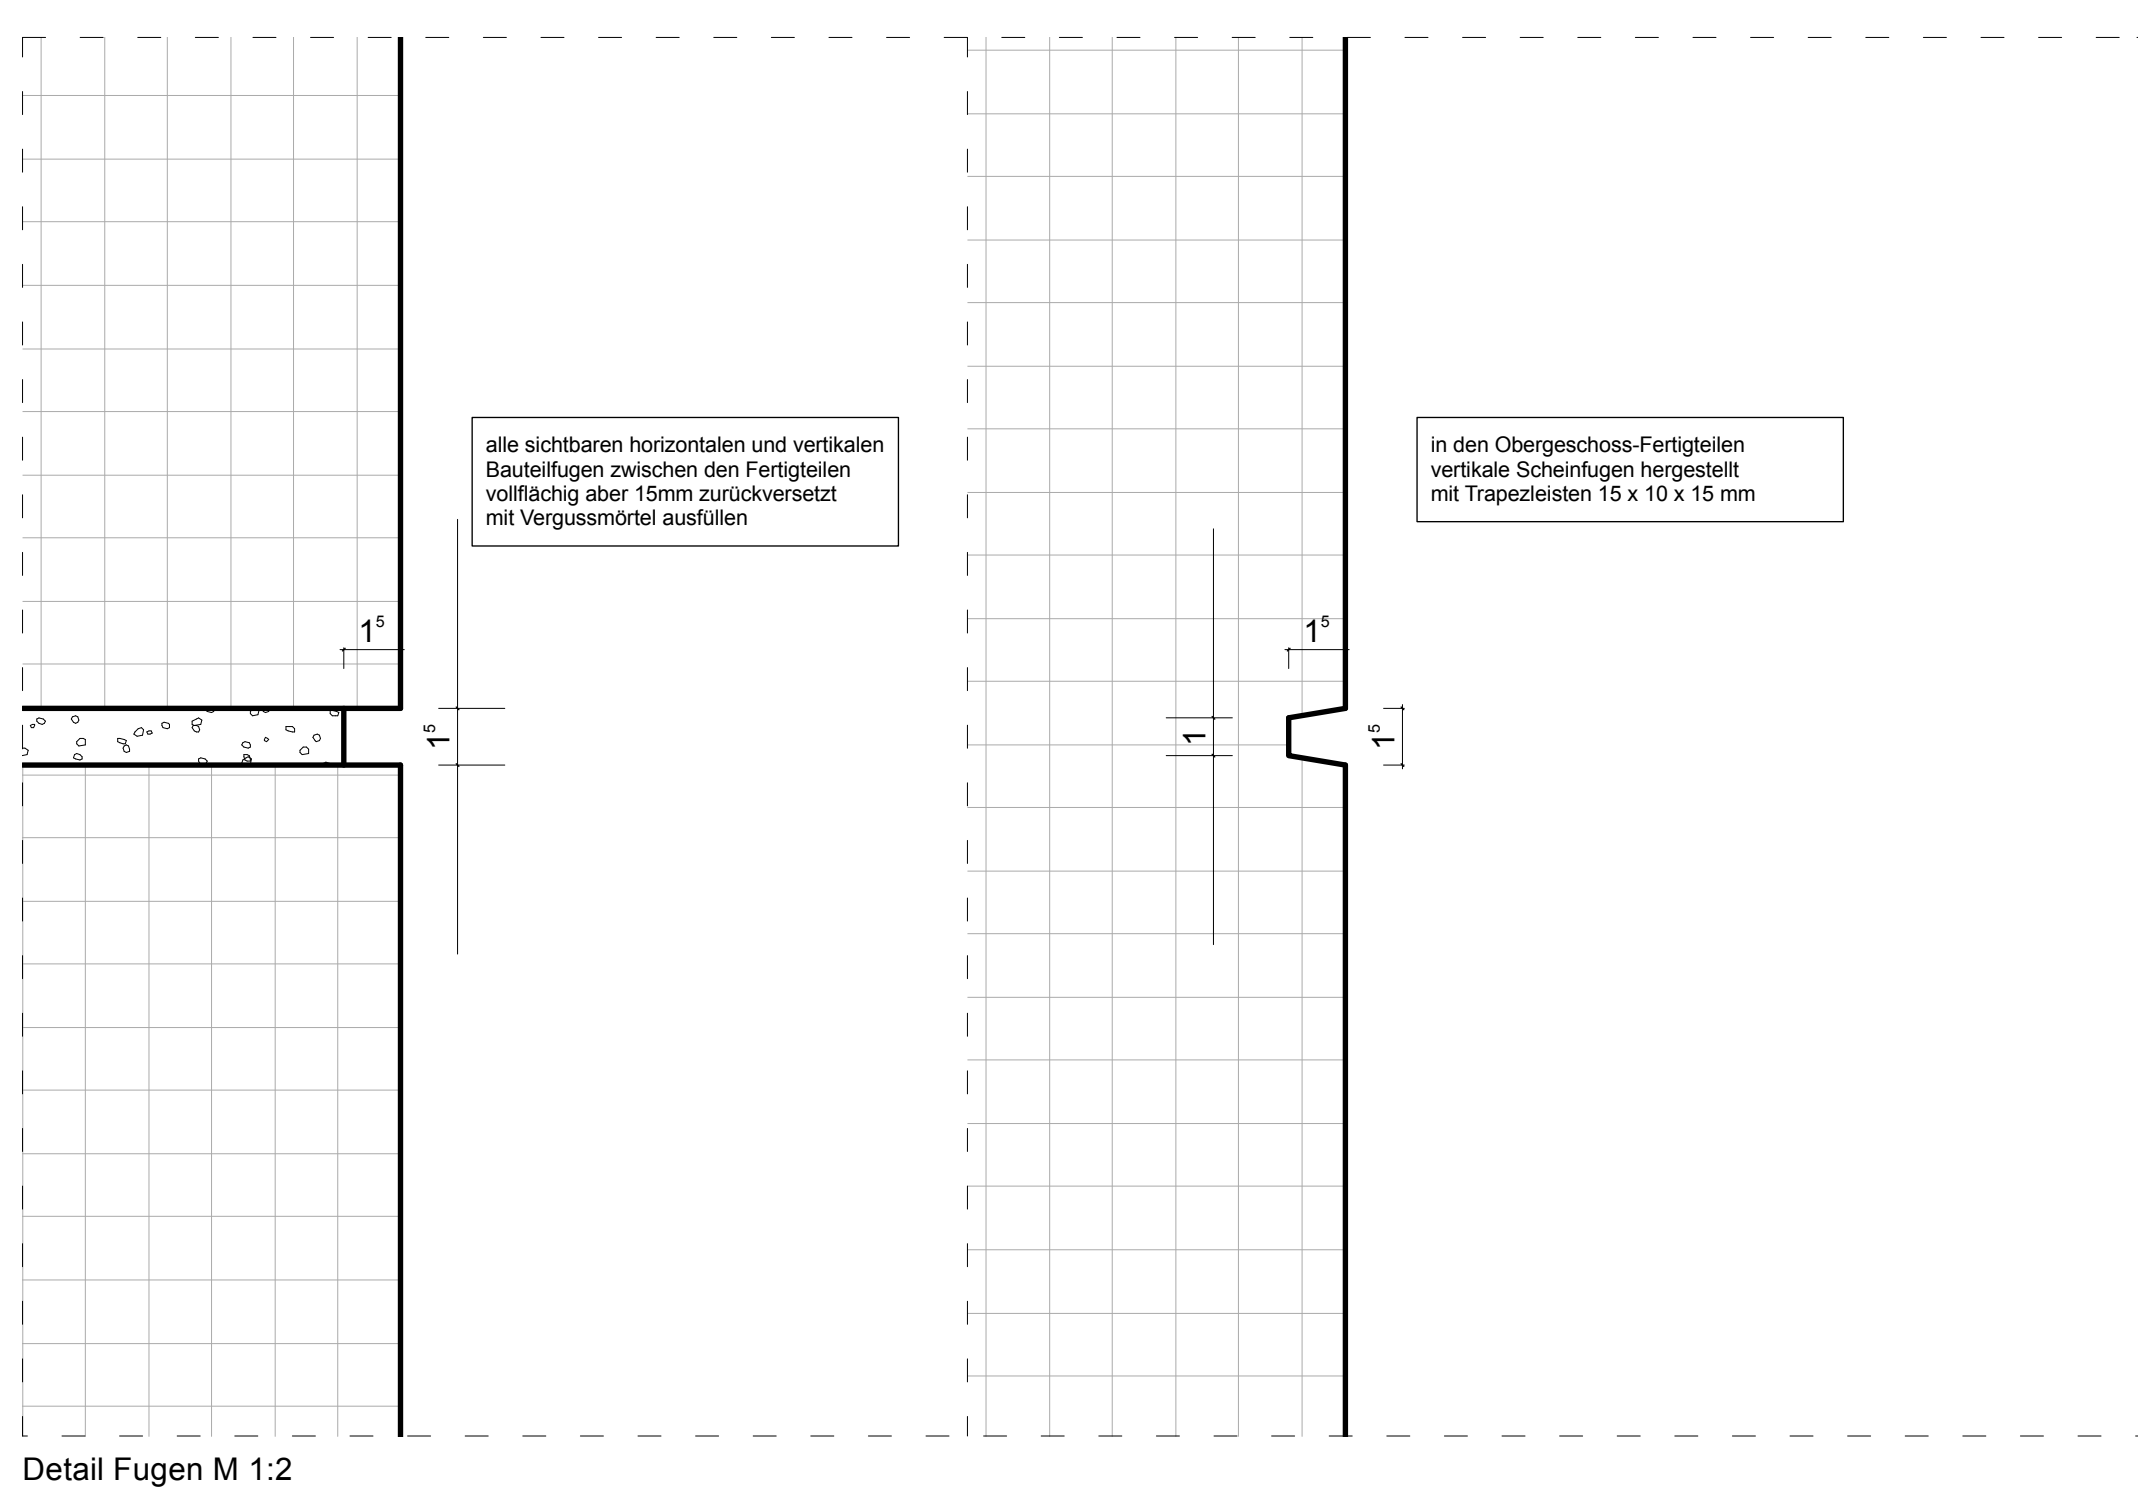 alle sichtbaren horizontalen und vertikalen
Bauteilfugen zwischen den Fertigteilen
vollflächig aber 15mm zurückversetzt
mit Vergussmörtel ausfüllen
in den Obergeschoss-Fertigteilen
vertikale Scheinfugen hergestellt
mit Trapezleisten 15 x 10 x 15 mm
1⁵
1⁵
1⁵
1
1⁵
Detail Fugen M 1:2